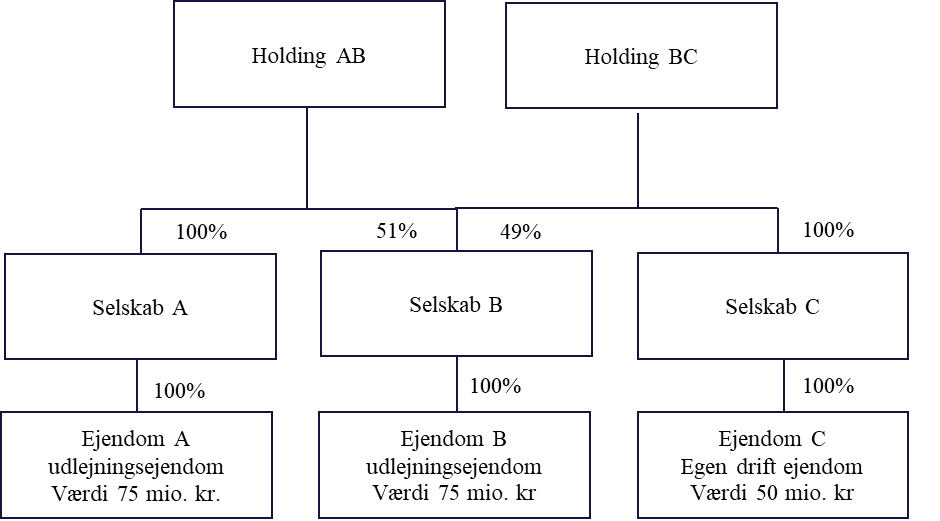 Holding AB
Holding BC
100%
51%
49%
100%
Selskab A
Selskab B
Selskab C
100%
100%
100%
Ejendom A
udlejningsejendom
Værdi 75 mio. kr.
Ejendom B
udlejningsejendom
Værdi 75 mio. kr
Ejendom C
Egen drift ejendom
Værdi 50 mio. kr